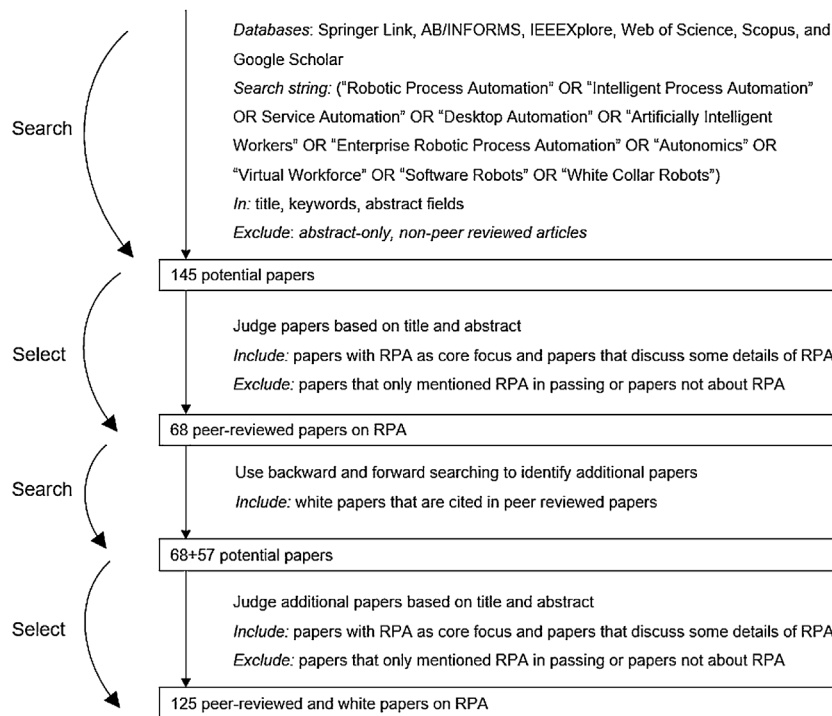 Databases: Springer Link, AB/INFORMS, IEEEXplore, Web of Science, Scopus, and
Google Scholar
Search string: (“Robotic Process Automation” OR “Intelligent Process Automation”
OR Service Automation” OR “Desktop Automation” OR “Artificially Intelligent
Workers” OR “Enterprise Robotic Process Automation” OR “Autonomics” OR
“Virtual Workforce” OR “Software Robots” OR “White Collar Robots”)
In: title, keywords, abstract fields
Exclude: abstract-only, non-peer reviewed articles
Search
145 potential papers
Judge papers based on title and abstract
Include: papers with RPA as core focus and papers that discuss some details of RPA
Exclude: papers that only mentioned RPA in passing or papers not about RPA
Select
68 peer-reviewed papers on RPA
Use backward and forward searching to identify additional papers
Include: white papers that are cited in peer reviewed papers
Search
68+57 potential papers
Judge additional papers based on title and abstract
Include: papers with RPA as core focus and papers that discuss some details of RPA
Exclude: papers that only mentioned RPA in passing or papers not about RPA
Select
125 peer-reviewed and white papers on RPA